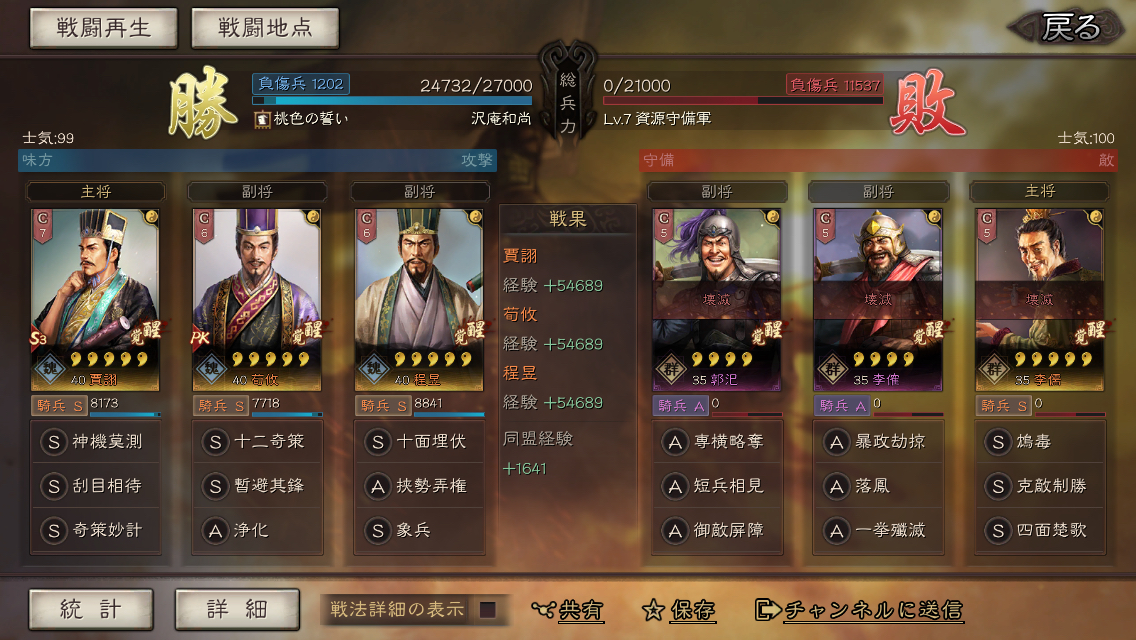 戦闘再生
戦闘地点
戻る
勝
負傷兵 1202
24732/27000
桃色の誓い
沢庵和尚
総兵力
0/21000
負傷兵 11537
Lv.7 資源守備軍
敗
士気:99
士気:100
味方
攻撃
守備
敵
主将
副将
副将
副将
副将
主将
C 7
S3
覚醒
魏
40 賈詡
騎兵 S
8173
S 神機莫測
S 刮目相待
S 奇策妙計
C 6
PK
覚醒
魏
40 荀攸
騎兵 S
7718
S 十二奇策
S 暫避其鋒
A 浄化
C 6
覚醒
魏
40 程昱
騎兵 S
8841
S 十面埋伏
A 挟勢弄権
S 象兵
戦果
賈詡
経験 +54689
荀攸
経験 +54689
程昱
経験 +54689
同盟経験
+1641
C 5
壊滅
覚醒
群
35 郭汜
騎兵 A
0
A 専横略奪
A 短兵相見
A 御敵屏障
C 5
壊滅
覚醒
群
35 李傕
騎兵 A
0
A 暴政劫掠
A 落鳳
A 一挙殲滅
C 5
壊滅
覚醒
群
35 李儒
騎兵 S
0
S 鴆毒
S 克敵制勝
S 四面楚歌
統計
詳細
戦法詳細の表示
共有
保存
チャンネルに送信